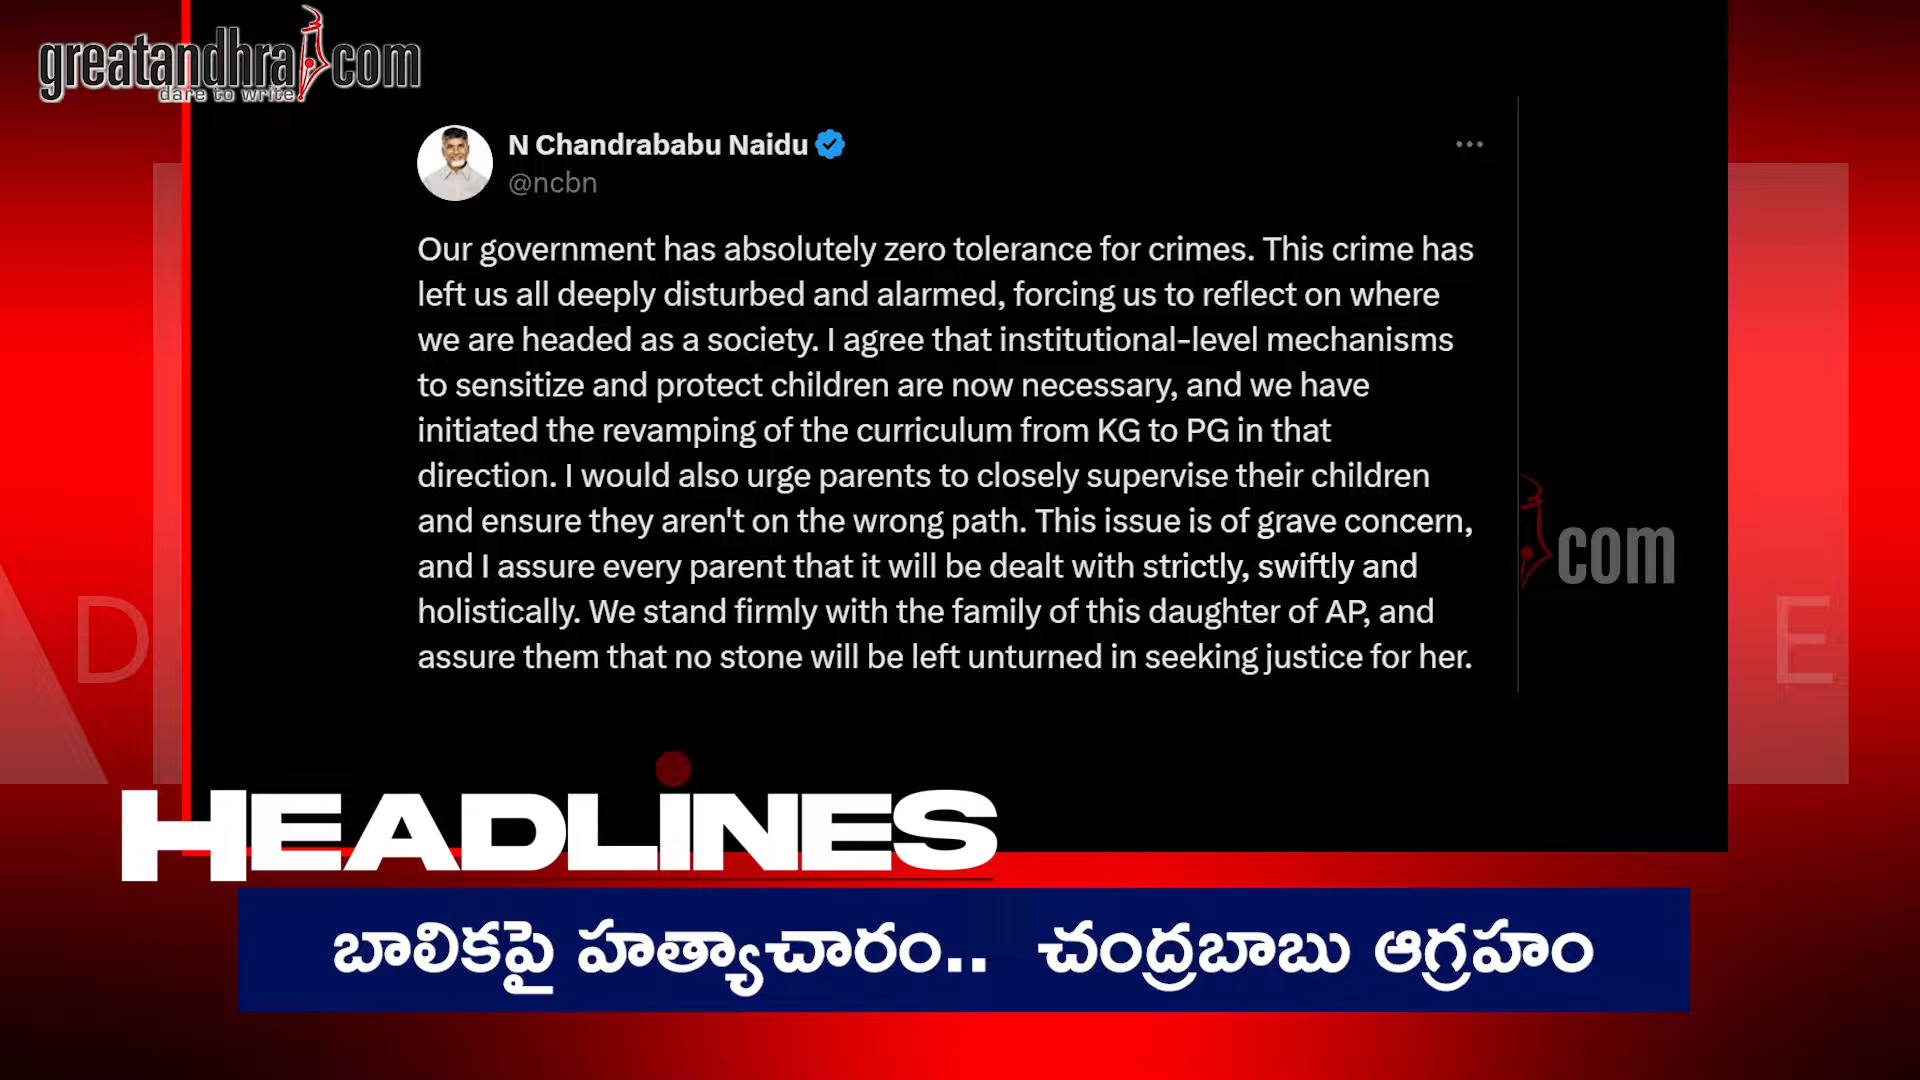 greatandhra.com
dare to write
N Chandrababu Naidu
@ncbn
Our government has absolutely zero tolerance for crimes. This crime has
left us all deeply disturbed and alarmed, forcing us to reflect on where
we are headed as a society. I agree that institutional-level mechanisms
to sensitize and protect children are now necessary, and we have
initiated the revamping of the curriculum from KG to PG in that
direction. I would also urge parents to closely supervise their children
and ensure they aren't on the wrong path. This issue is of grave concern,
and I assure every parent that it will be dealt with strictly, swiftly and
holistically. We stand firmly with the family of this daughter of AP, and
assure them that no stone will be left unturned in seeking justice for her.
.com
D
E
HEADLINES
బాలికపై హత్యాచారం.. చంద్రబాబు ఆగ్రహం